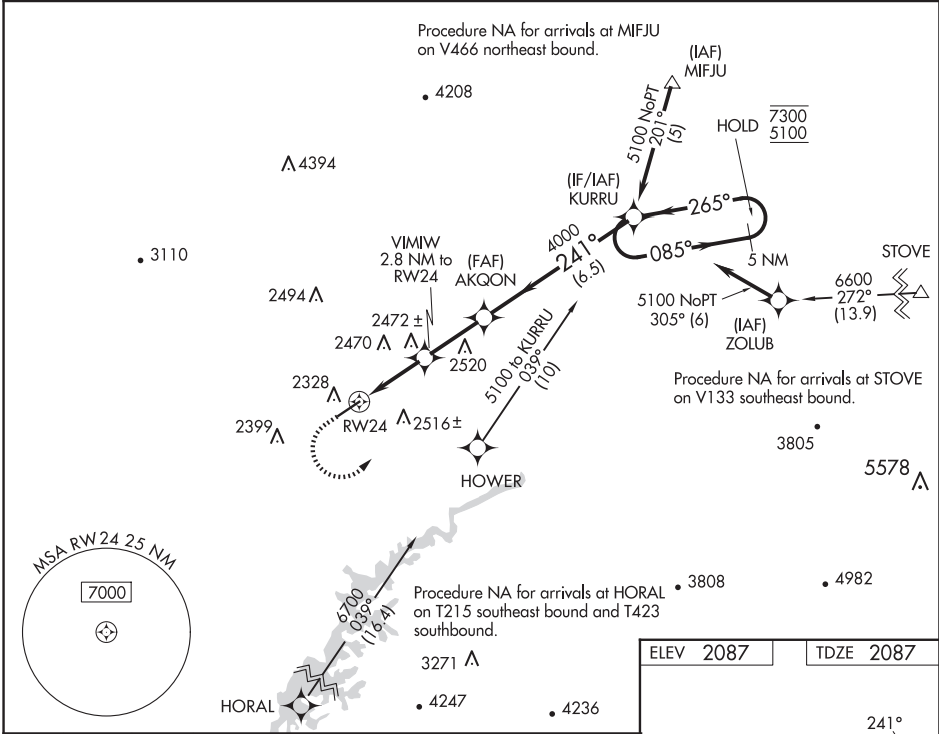 Procedure NA for arrivals at MIFJU
on V466 northeast bound.
(IAF)
MIFJU
4208
5100 NoPT
201°
(5)
HOLD
7300
5100
4394
(IF/IAF)
KURRU
265°
085°
5 NM
3110
VIMIW
2.8 NM to
RW24
(FAF)
AKQON
4000
241°
(6.5)
STOVE
6600
272°
(13.9)
5100 NoPT
305° (6)
(IAF)
ZOLUB
2494
2472 ±
2470
2520
5100 to KURRU
039°
(10)
2328
RW24
2516 ±
2399
Procedure NA for arrivals at STOVE
on V133 southeast bound.
3805
5578
HOWER
MSA RW 24 25 NM
7000
6700
039°
(16.4)
Procedure NA for arrivals at HORAL
on T215 southeast bound and T423
southbound.
3808
4982
3271
HORAL
4247
4236
ELEV 2087
TDZE 2087
241°